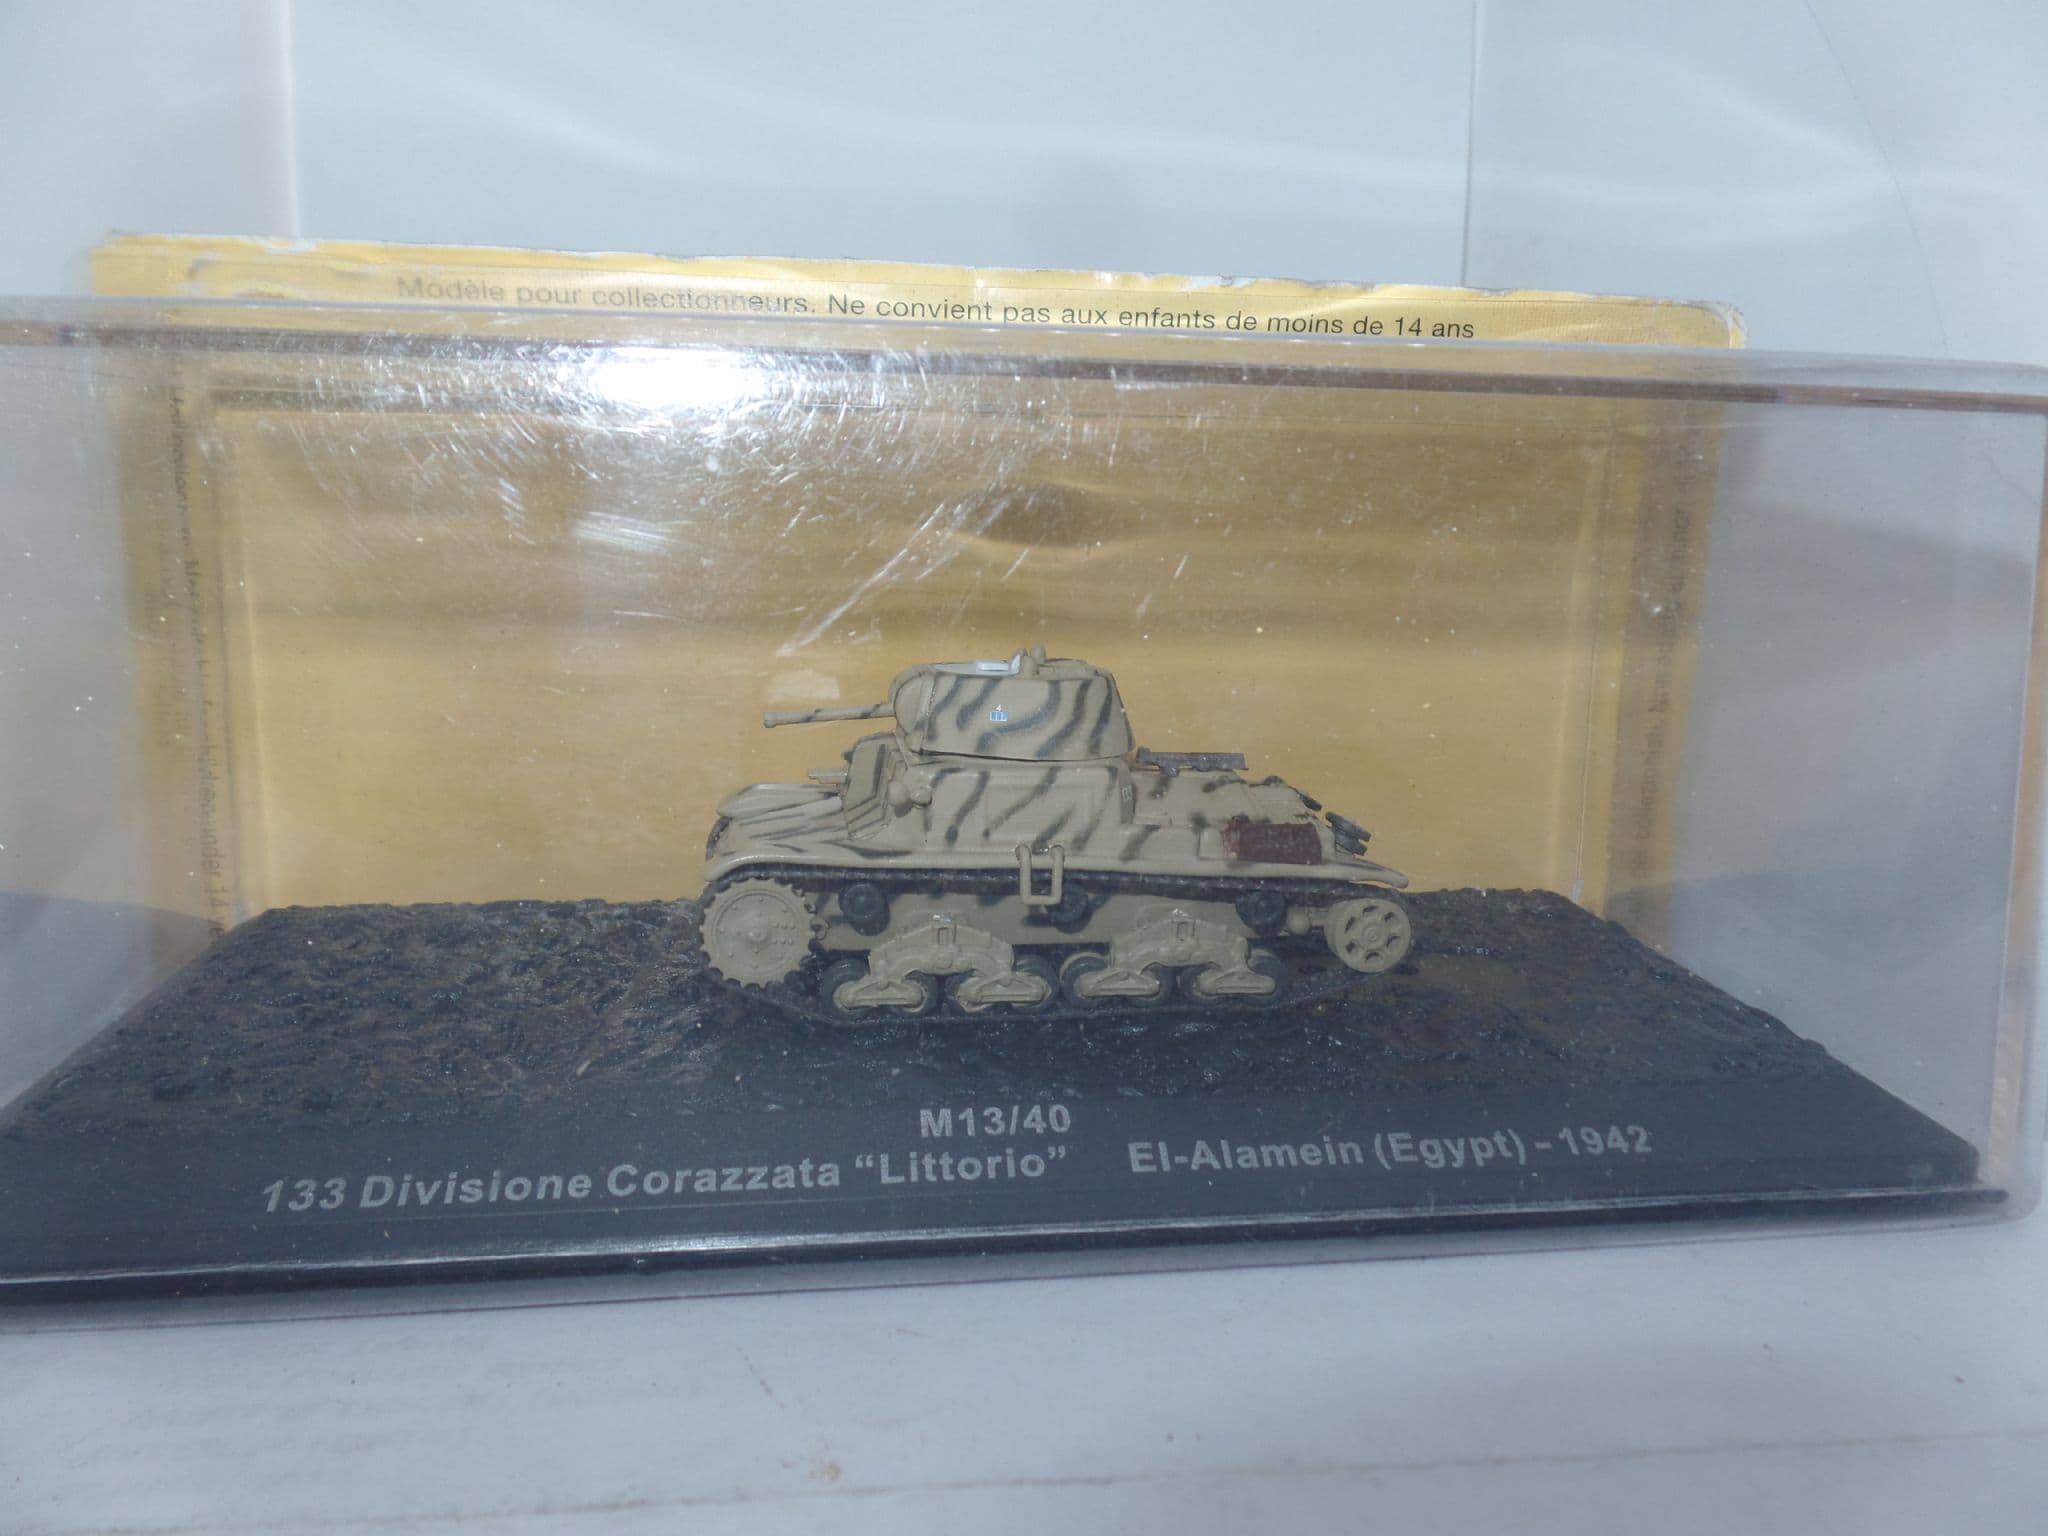 Modèle pour collectionneurs. Ne convient pas aux enfants de moins de 14 ans
4
M13/40
133 Divisione Corazzata “Littorio” El-Alamein (Egypt) – 1942